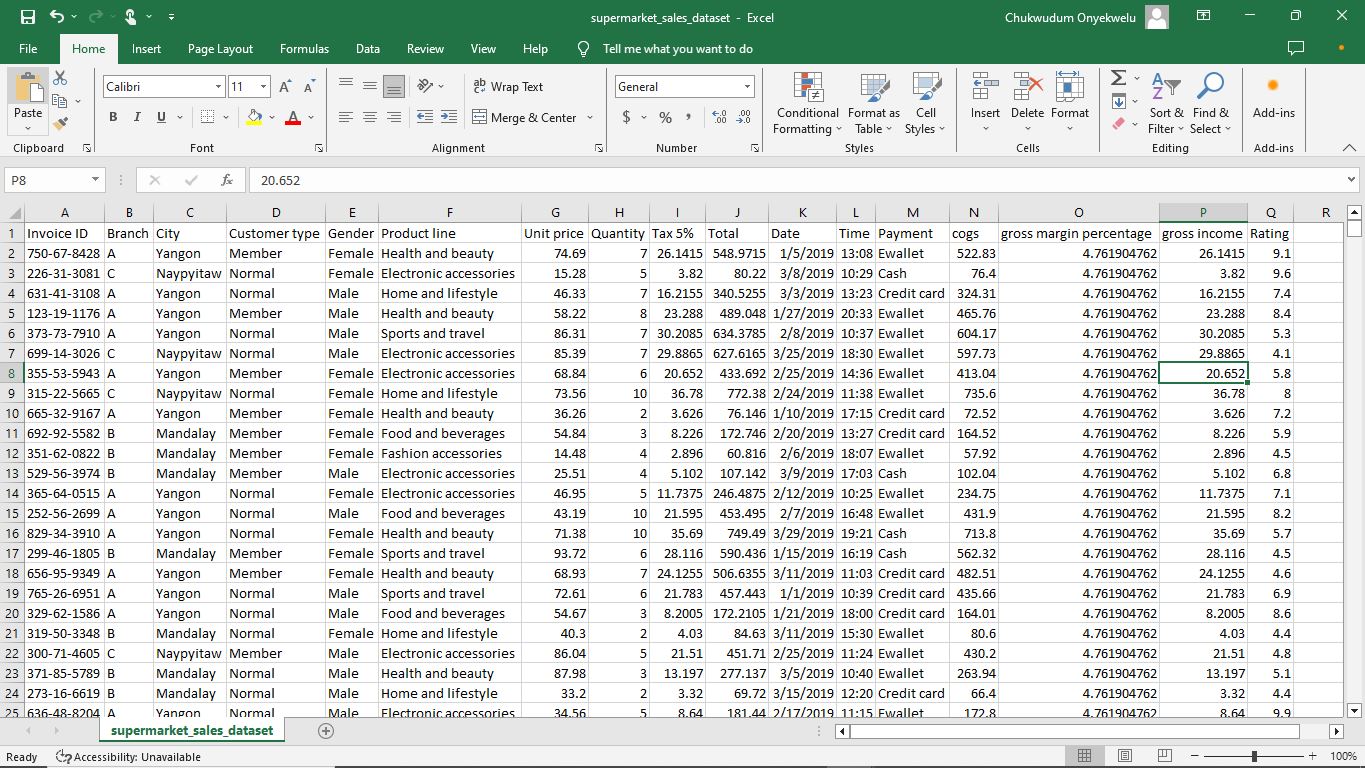 supermarket_sales_dataset - Excel
Chukwudum Onyekwelu
File Home Insert Page Layout Formulas Data Review View Help Tell me what you want to do
Calibri 11 ab Wrap Text General
Paste B I U A Merge & Center $ % , Conditional Formatting Format as Table Cell Styles Insert Delete Format Sort & Filter Find & Select Add-ins
Clipboard Font Alignment Number Styles Cells Editing Add-ins
P8 fx 20.652
A B C D E F G H I J K L M N O P Q R
1 Invoice ID Branch City Customer type Gender Product line Unit price Quantity Tax 5% Total Date Time Payment cogs gross margin percentage gross income Rating
2 750-67-8428 A Yangon Member Female Health and beauty 74.69 7 26.1415 548.9715 1/5/2019 13:08 Ewallet 522.83 4.761904762 26.1415 9.1
3 226-31-3081 C Naypyitaw Normal Female Electronic accessories 15.28 5 3.82 80.22 3/8/2019 10:29 Cash 76.4 4.761904762 3.82 9.6
4 631-41-3108 A Yangon Normal Male Home and lifestyle 46.33 7 16.2155 340.5255 3/3/2019 13:23 Credit card 324.31 4.761904762 16.2155 7.4
5 123-19-1176 A Yangon Member Male Health and beauty 58.22 8 23.288 489.048 1/27/2019 20:33 Ewallet 465.76 4.761904762 23.288 8.4
6 373-73-7910 A Yangon Normal Male Sports and travel 86.31 7 30.2085 634.3785 2/8/2019 10:37 Ewallet 604.17 4.761904762 30.2085 5.3
7 699-14-3026 C Naypyitaw Normal Male Electronic accessories 85.39 7 29.8865 627.6165 3/25/2019 18:30 Ewallet 597.73 4.761904762 29.8865 4.1
8 355-53-5943 A Yangon Member Female Electronic accessories 68.84 6 20.652 433.692 2/25/2019 14:36 Ewallet 413.04 4.761904762 20.652 5.8
9 315-22-5665 C Naypyitaw Normal Female Home and lifestyle 73.56 10 36.78 772.38 2/24/2019 11:38 Ewallet 735.6 4.761904762 36.78 8
10 665-32-9167 A Yangon Member Female Health and beauty 36.26 2 3.626 76.146 1/10/2019 17:15 Credit card 72.52 4.761904762 3.626 7.2
11 692-92-5582 B Mandalay Member Female Food and beverages 54.84 3 8.226 172.746 2/20/2019 13:27 Credit card 164.52 4.761904762 8.226 5.9
12 351-62-0822 B Mandalay Member Female Fashion accessories 14.48 4 2.896 60.816 2/6/2019 18:07 Ewallet 57.92 4.761904762 2.896 4.5
13 529-56-3974 B Mandalay Member Male Electronic accessories 25.51 4 5.102 107.142 3/9/2019 17:03 Cash 102.04 4.761904762 5.102 6.8
14 365-64-0515 A Yangon Normal Female Electronic accessories 46.95 5 11.7375 246.4875 2/12/2019 10:25 Ewallet 234.75 4.761904762 11.7375 7.1
15 252-56-2699 A Yangon Normal Male Food and beverages 43.19 10 21.595 453.495 2/7/2019 16:48 Ewallet 431.9 4.761904762 21.595 8.2
16 829-34-3910 A Yangon Normal Female Health and beauty 71.38 10 35.69 749.49 3/29/2019 19:21 Cash 713.8 4.761904762 35.69 5.7
17 299-46-1805 B Mandalay Member Female Sports and travel 93.72 6 28.116 590.436 1/15/2019 16:19 Cash 562.32 4.761904762 28.116 4.5
18 656-95-9349 A Yangon Member Female Health and beauty 68.93 7 24.1255 506.6355 3/11/2019 11:03 Credit card 482.51 4.761904762 24.1255 4.6
19 765-26-6951 A Yangon Normal Male Sports and travel 72.61 6 21.783 457.443 1/1/2019 10:39 Credit card 435.66 4.761904762 21.783 6.9
20 329-62-1586 A Yangon Normal Male Food and beverages 54.67 3 8.2005 172.2105 1/21/2019 18:00 Credit card 164.01 4.761904762 8.2005 8.6
21 319-50-3348 B Mandalay Normal Female Home and lifestyle 40.3 2 4.03 84.63 3/11/2019 15:30 Ewallet 80.6 4.761904762 4.03 4.4
22 300-71-4605 C Naypyitaw Member Male Electronic accessories 86.04 5 21.51 451.71 2/25/2019 11:24 Ewallet 430.2 4.761904762 21.51 4.8
23 371-85-5789 B Mandalay Normal Male Health and beauty 87.98 3 13.197 277.137 3/5/2019 10:40 Ewallet 263.94 4.761904762 13.197 5.1
24 273-16-6619 B Mandalay Normal Male Home and lifestyle 33.2 2 3.32 69.72 3/15/2019 12:20 Credit card 66.4 4.761904762 3.32 4.4
25 636-48-8204 A Yangon Normal Male Electronic accessories 34.56 5 8.64 181.44 2/17/2019 11:15 Ewallet 172.8 4.761904762 8.64 9.9
supermarket_sales_dataset
Ready Accessibility: Unavailable 100%